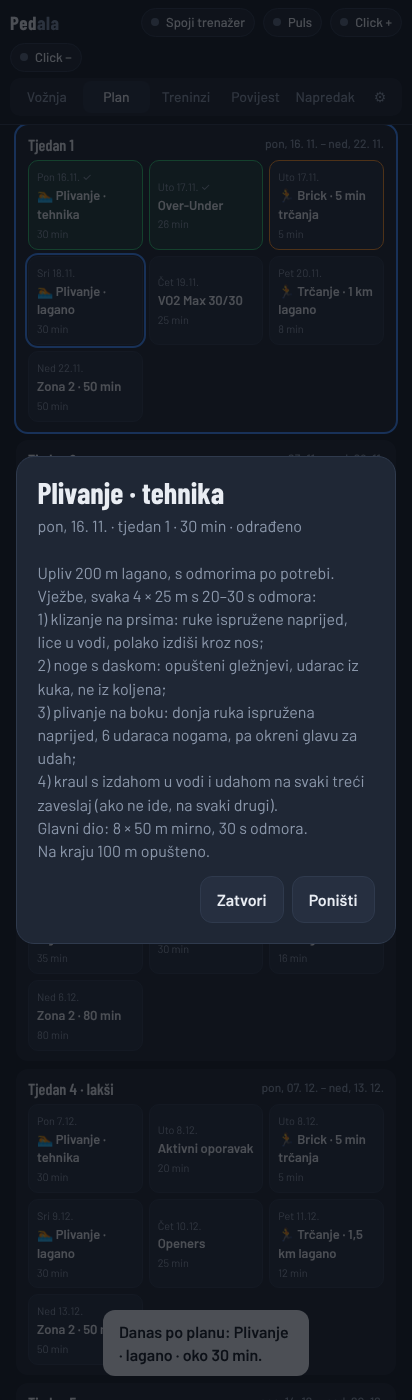 Pedala
Spoji trenažer
Puls
Click +
Click −
Vožnja Plan Treninzi Povijest Napredak
Tjedan 1
pon, 16. 11. – ned, 22. 11.
Pon 16.11. ✓
Plivanje ·
tehnika
30 min
Uto 17.11. ✓
Over-Under
26 min
Uto 17.11.
Brick · 5 min
trčanja
5 min
Sri 18.11.
Plivanje ·
lagano
30 min
Čet 19.11.
VO2 Max 30/30
25 min
Pet 20.11.
Trčanje · 1 km
lagano
8 min
Ned 22.11.
Zona 2 · 50 min
50 min
Plivanje · tehnika
pon, 16. 11. · tjedan 1 · 30 min · odrađeno
Upliv 200 m lagano, s odmorima po potrebi.
Vježbe, svaka 4 × 25 m s 20–30 s odmora:
1) klizanje na prsima: ruke ispružene naprijed,
lice u vodi, polako izdiši kroz nos;
2) noge s daskom: opušteni gležnjevi, udarac iz
kuka, ne iz koljena;
3) plivanje na boku: donja ruka ispružena
naprijed, 6 udaraca nogama, pa okreni glavu za
udah;
4) kraul s izdahom u vodi i udahom na svaki treći
zaveslaj (ako ne ide, na svaki drugi).
Glavni dio: 8 × 50 m mirno, 30 s odmora.
Na kraju 100 m opušteno.
Zatvori
Poništi
35 min
30 min
16 min
Ned 6.12.
Zona 2 · 80 min
80 min
Tjedan 4 · lakši
pon, 07. 12. – ned, 13. 12.
Pon 7.12.
Plivanje ·
tehnika
30 min
Uto 8.12.
Aktivni oporavak
20 min
Uto 8.12.
Brick · 5 min
trčanja
5 min
Sri 9.12.
Plivanje ·
lagano
30 min
Čet 10.12.
Openers
25 min
Pet 11.12.
Trčanje · 1,5
km lagano
12 min
Ned 13.12.
Zona 2 · 50
50 min
Danas po planu: Plivanje
· lagano · oko 30 min.